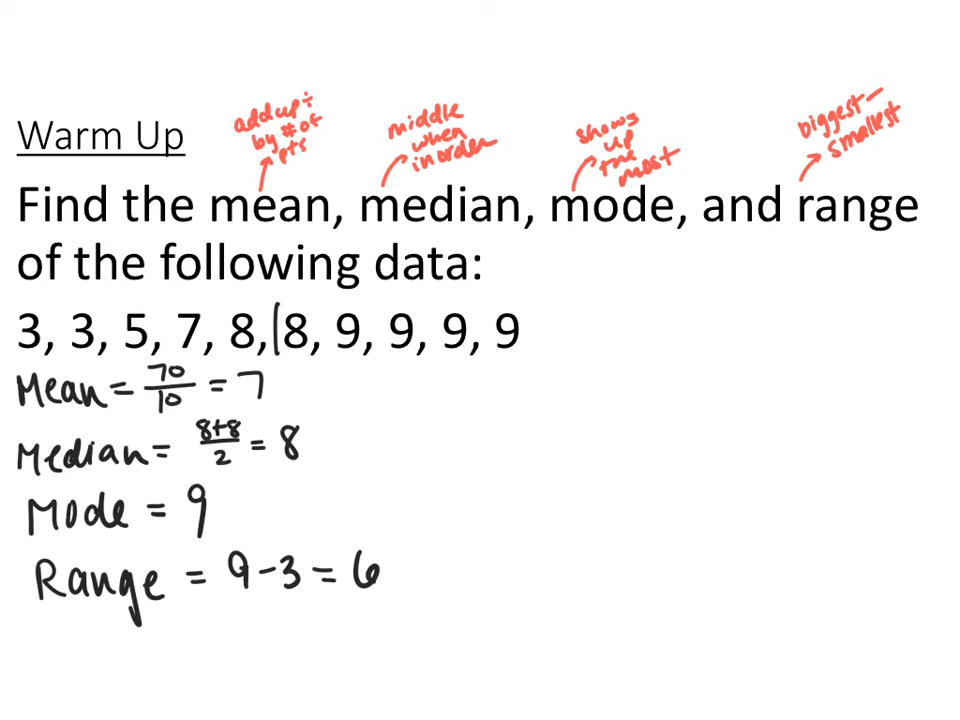 Warm Up
add up ÷
by # of
pts
middle
when
in order
shows
up
the
most
biggest –
smallest
Find the mean, median, mode, and range
of the following data:
3, 3, 5, 7, 8, 8, 9, 9, 9, 9
Mean = 70/10 = 7
Median = 8+8/2 = 8
Mode = 9
Range = 9 - 3 = 6